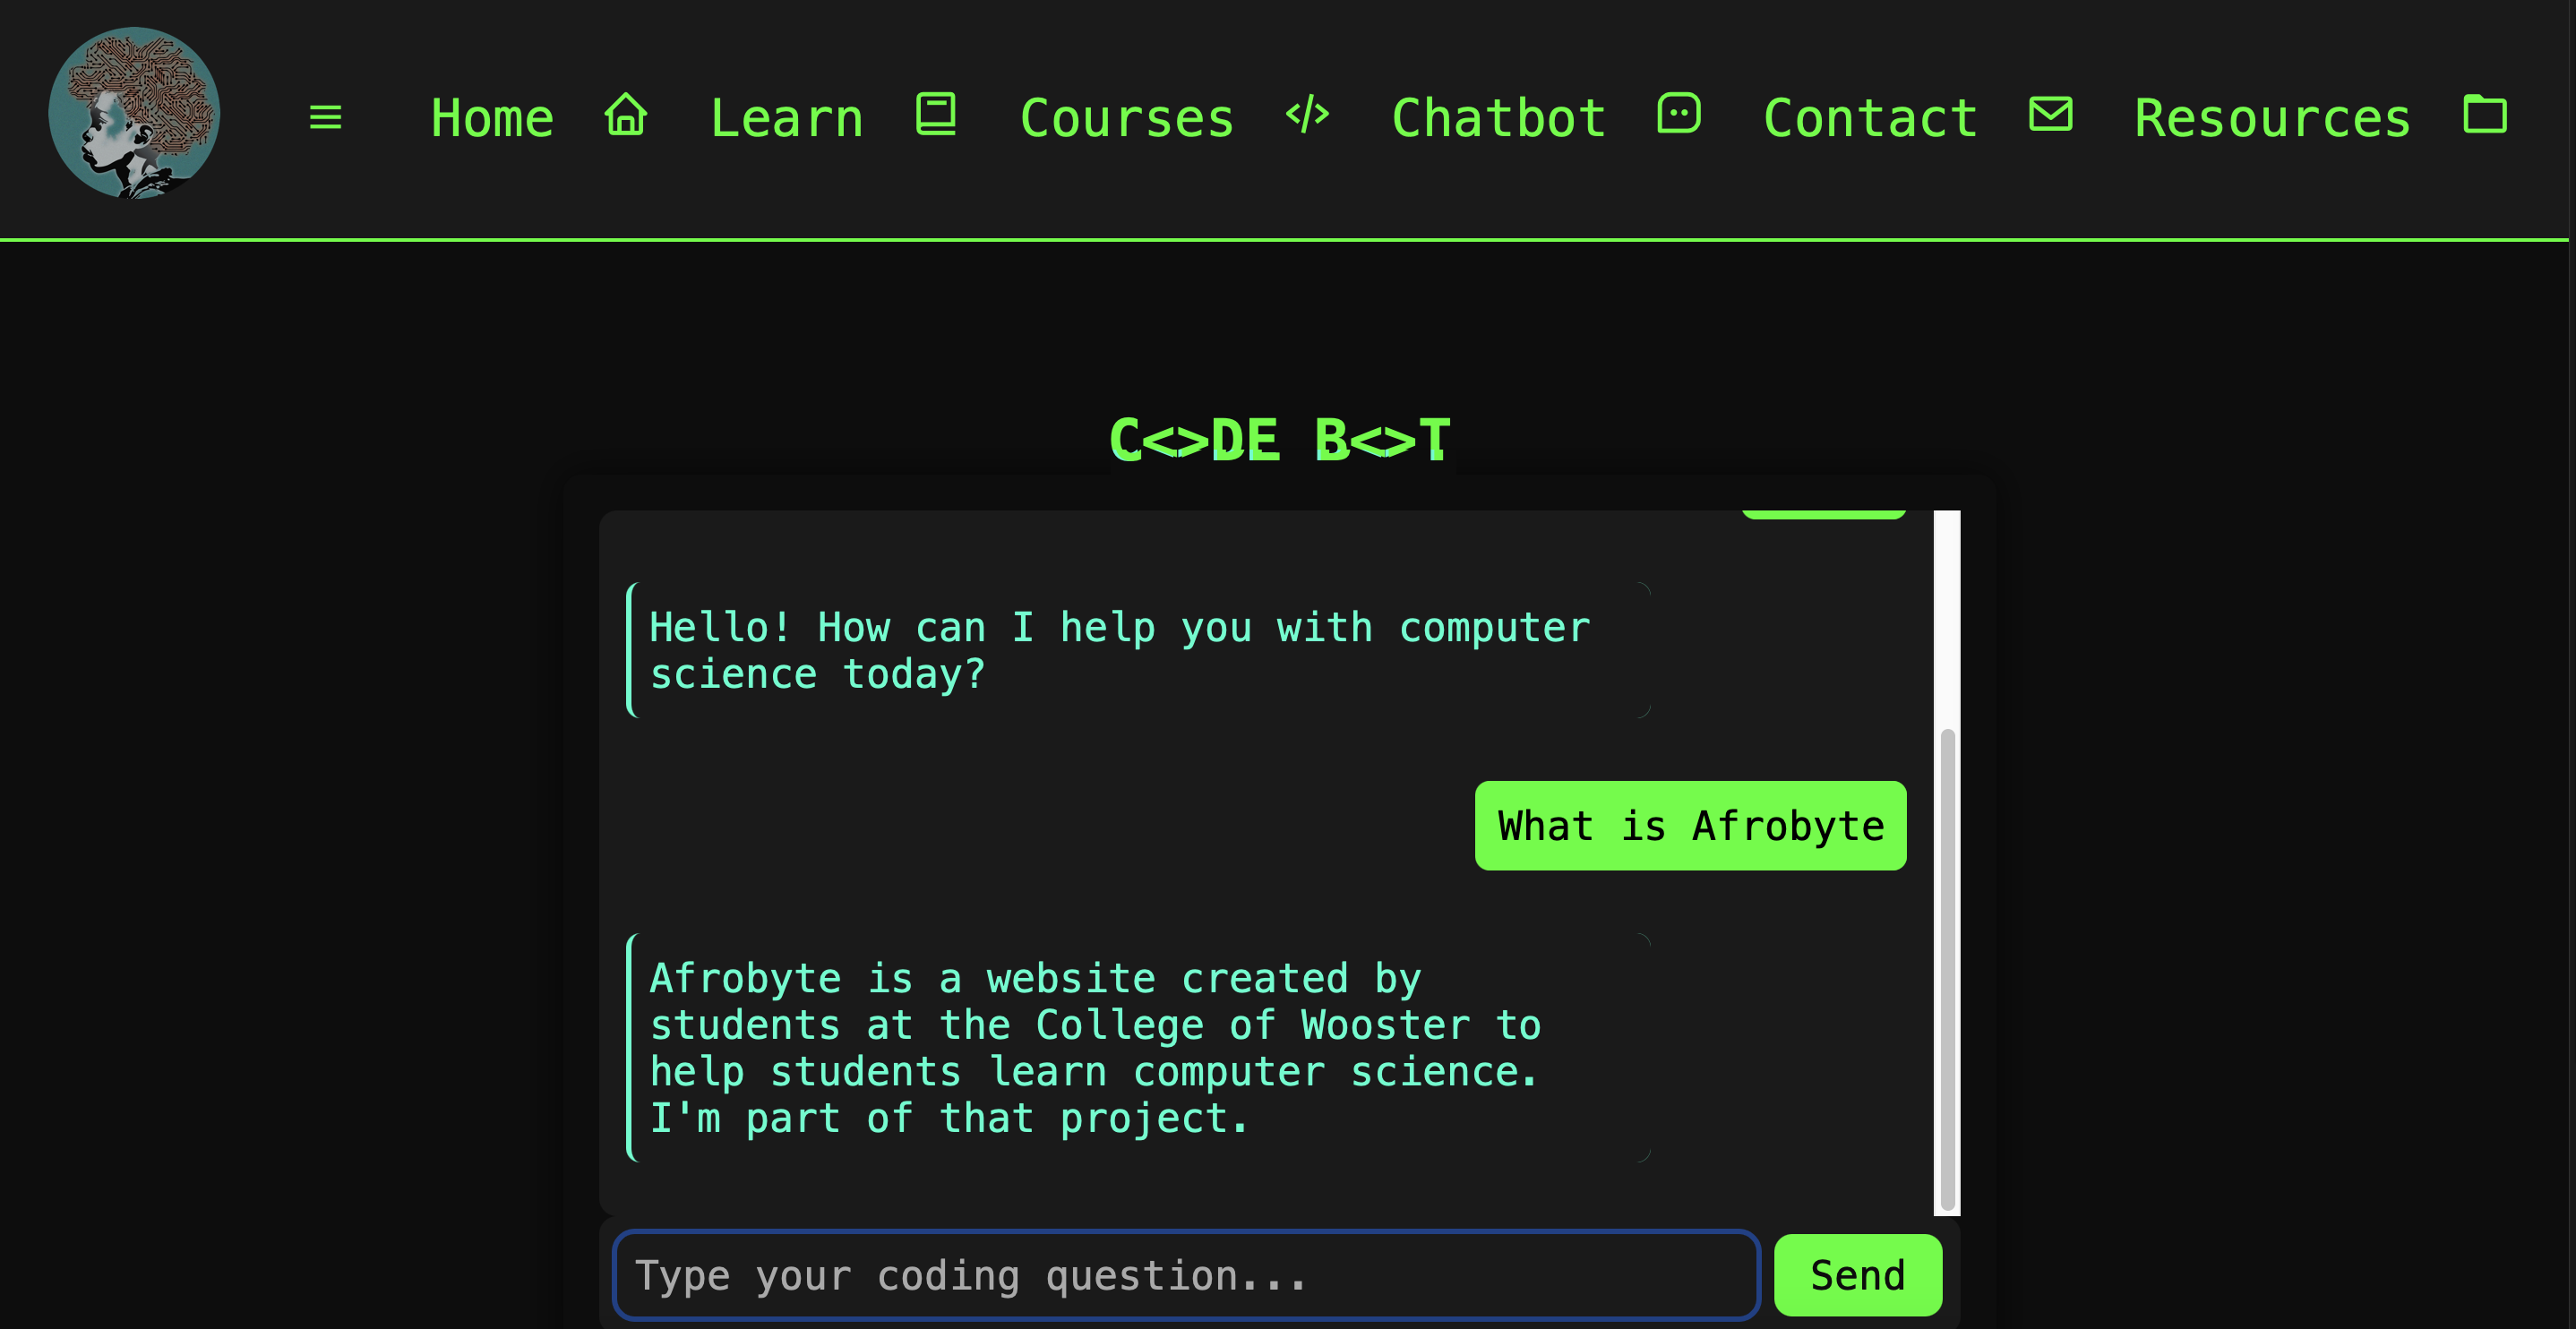 Home Learn Courses Chatbot Contact Resources
C<>DE B<>T
Hello! How can I help you with computer
science today?
What is Afrobyte
Afrobyte is a website created by
students at the College of Wooster to
help students learn computer science.
I'm part of that project.
Type your coding question...
Send